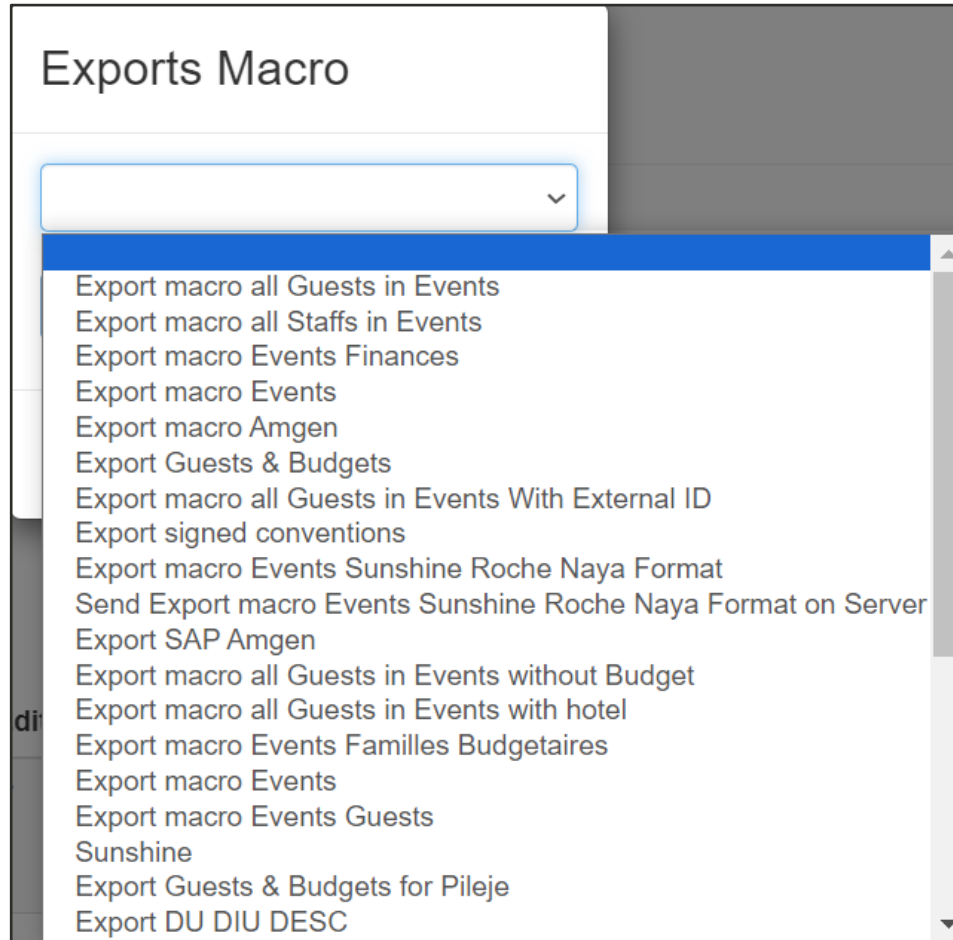 Exports Macro
Export macro all Guests in Events
Export macro all Staffs in Events
Export macro Events Finances
Export macro Events
Export macro Amgen
Export Guests & Budgets
Export macro all Guests in Events With External ID
Export signed conventions
Export macro Events Sunshine Roche Naya Format
Send Export macro Events Sunshine Roche Naya Format on Server
Export SAP Amgen
Export macro all Guests in Events without Budget
Export macro all Guests in Events with hotel
Export macro Events Familles Budgetaires
Export macro Events
Export macro Events Guests
Sunshine
Export Guests & Budgets for Pileje
Export DU DIU DESC